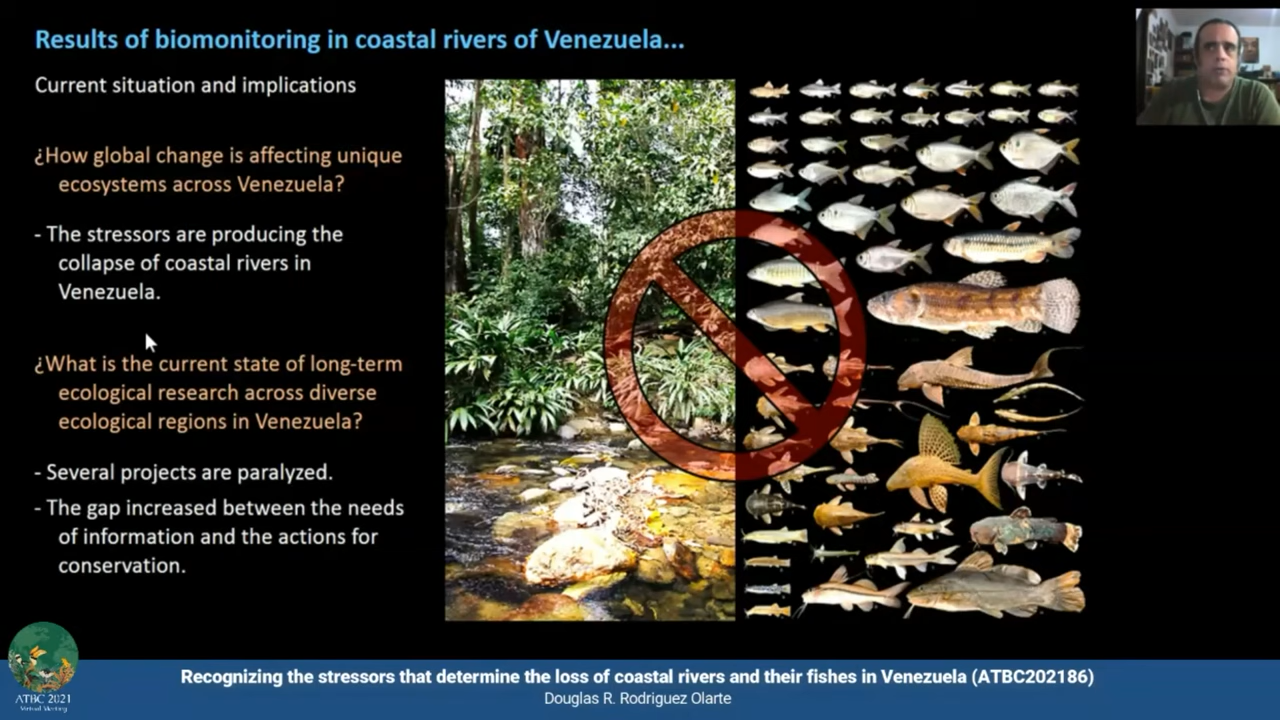 Results of biomonitoring in coastal rivers of Venezuela...
Current situation and implications
¿How global change is affecting unique
ecosystems across Venezuela?
- The stressors are producing the
collapse of coastal rivers in
Venezuela.
¿What is the current state of long-term
ecological research across diverse
ecological regions in Venezuela?
- Several projects are paralyzed.
- The gap increased between the needs
of information and the actions for
conservation.
ATBC 2021
Virtual Meeting
Recognizing the stressors that determine the loss of coastal rivers and their fishes in Venezuela (ATBC202186)
Douglas R. Rodriguez Olarte